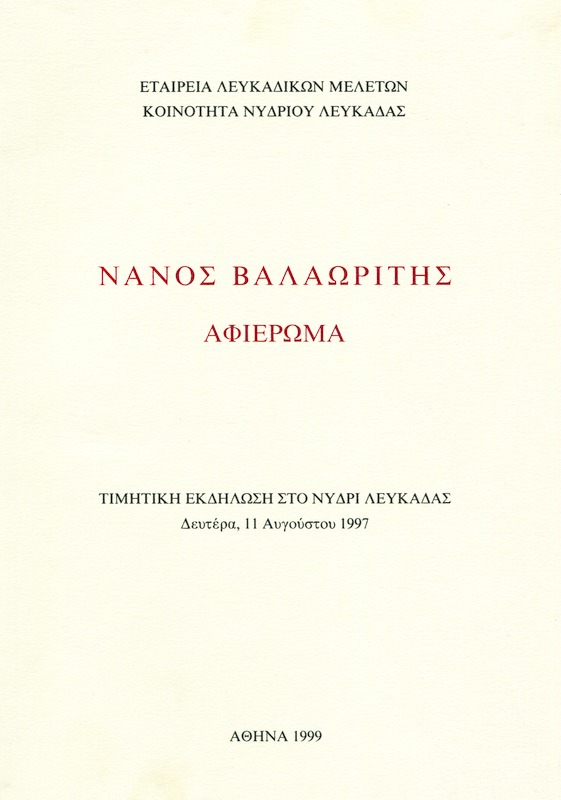 ΕΤΑΙΡΕΙΑ ΛΕΥΚΑΔΙΚΩΝ ΜΕΛΕΤΩΝ
ΚΟΙΝΟΤΗΤΑ ΝΥΔΡΙΟΥ ΛΕΥΚΑΔΑΣ
ΝΑΝΟΣ ΒΑΛΑΩΡΙΤΗΣ
ΑΦΙΕΡΩΜΑ
ΤΙΜΗΤΙΚΗ ΕΚΔΗΛΩΣΗ ΣΤΟ ΝΥΔΡΙ ΛΕΥΚΑΔΑΣ
Δευτέρα, 11 Αυγούστου 1997
ΑΘΗΝΑ 1999